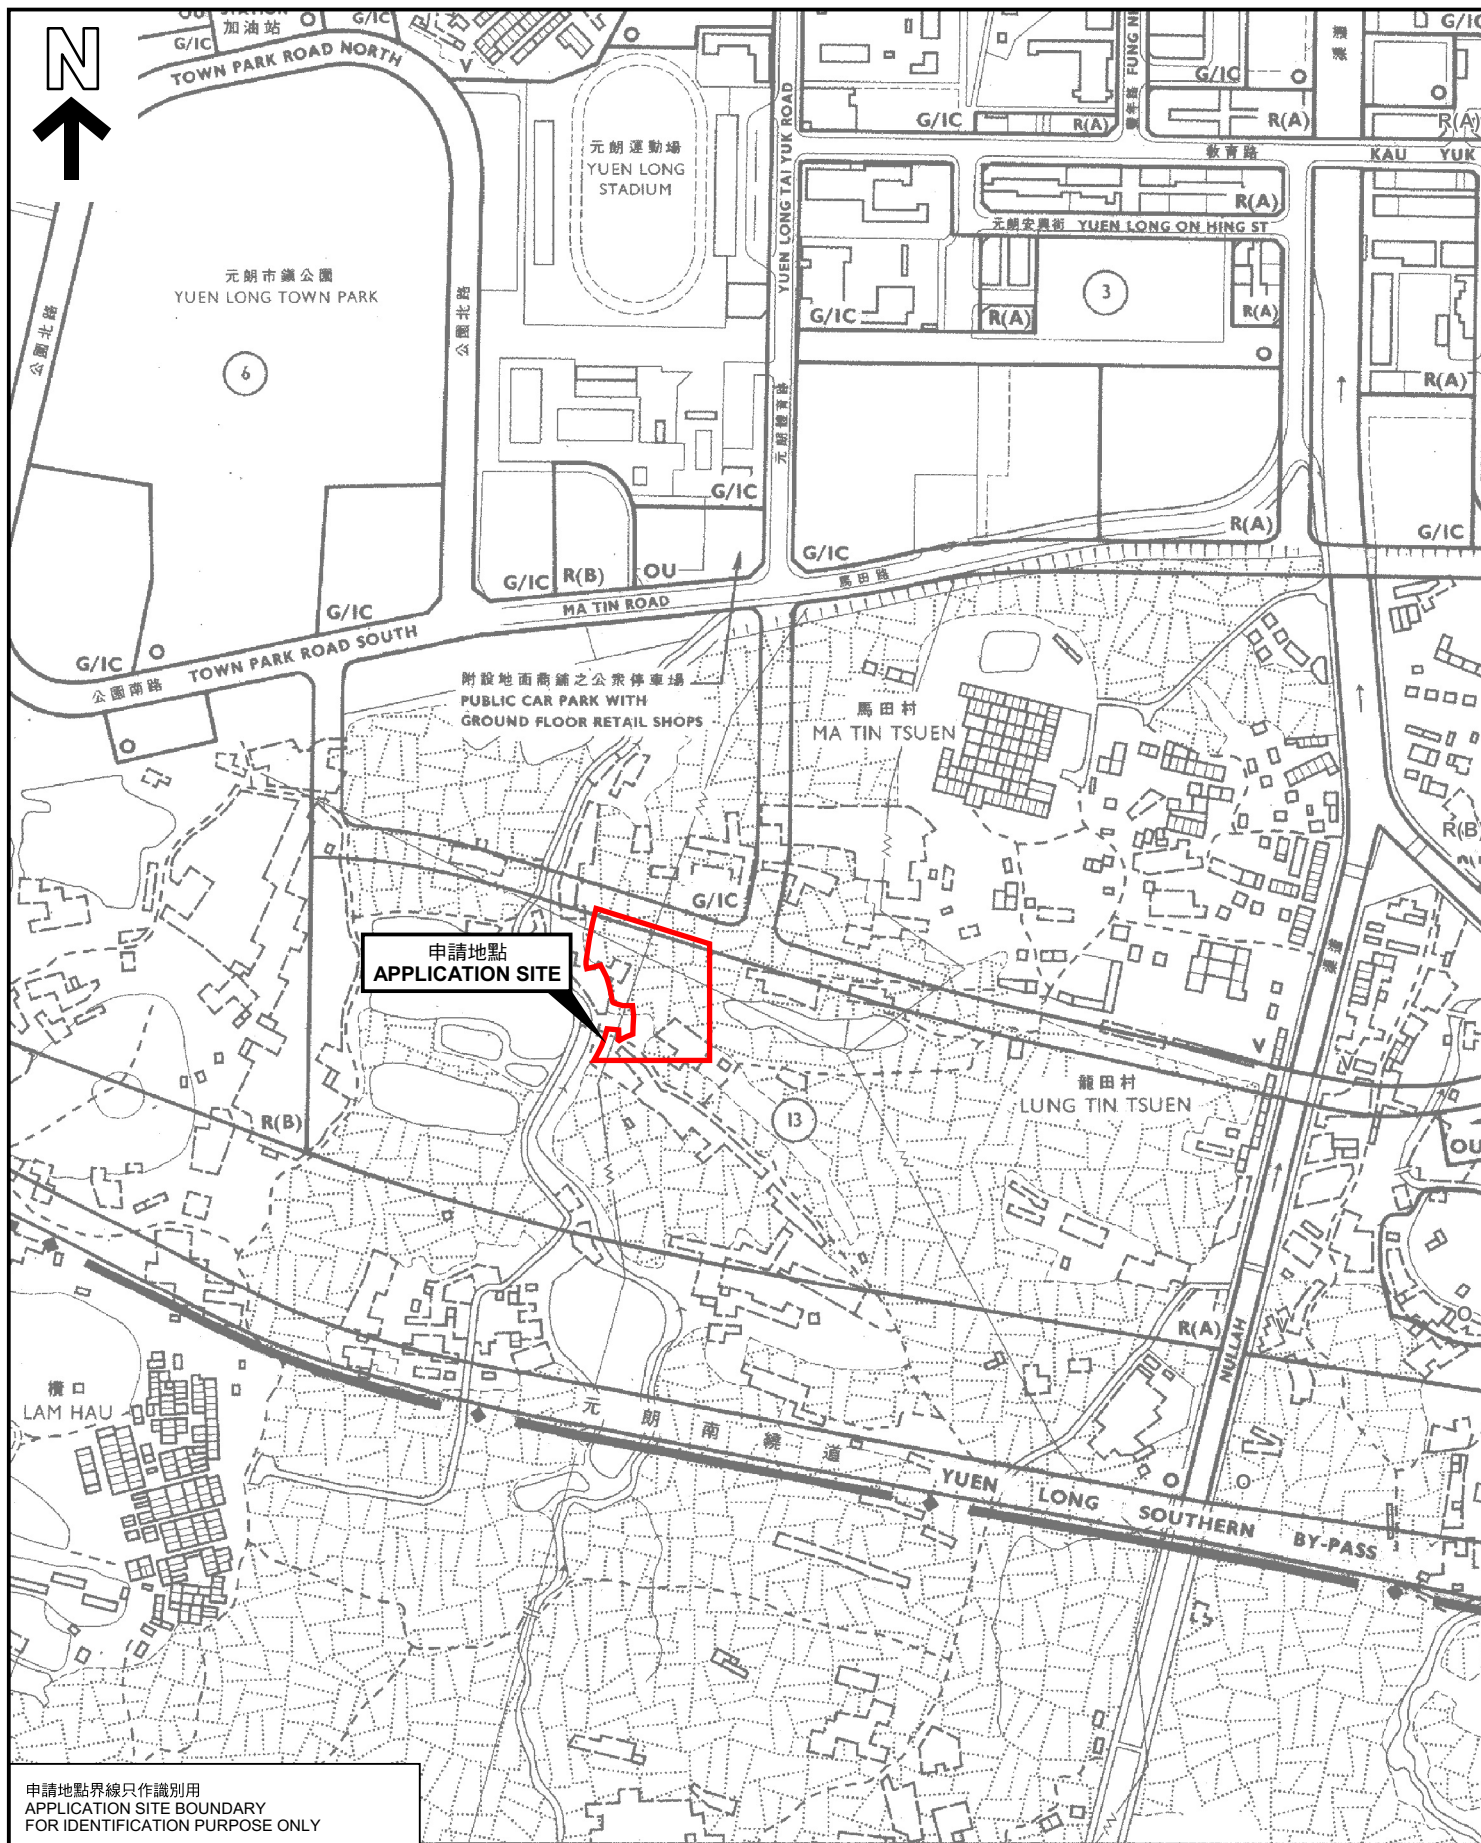 N
OU
STATION
加油站
G/IC
G/IC
TOWN PARK ROAD NORTH
V
O
元朗運動場
YUEN LONG
STADIUM
YUEN LONG TAI YUK ROAD
元朗體育路
G/IC
R(A)
G/IC
O
G/IC
R(A)
O
R(A)
教育路
KAU YUK
R(A)
元朗安興街 YUEN LONG ON HING ST
3
G/IC
R(A)
R(A)
O
R(A)
元朗市鎮公園
YUEN LONG TOWN PARK
6
公園北路
公園北路
G/IC
R(A)
G/IC
G/IC
G/IC
R(B)
OU
馬田路
MA TIN ROAD
G/IC
G/IC
O
公園南路
TOWN PARK ROAD SOUTH
O
附設地面商鋪之公眾停車場
PUBLIC CAR PARK WITH
GROUND FLOOR RETAIL SHOPS
馬田村
MA TIN TSUEN
R(B
G/IC
申請地點
APPLICATION SITE
V
龍田村
LUNG TIN TSUEN
13
R(B)
OU
O
R(A)
V
NULLAH
LAM HAU
元朗南繞道
YUEN LONG SOUTHERN BY-PASS
O
O
申請地點界線只作識別用
APPLICATION SITE BOUNDARY
FOR IDENTIFICATION PURPOSE ONLY